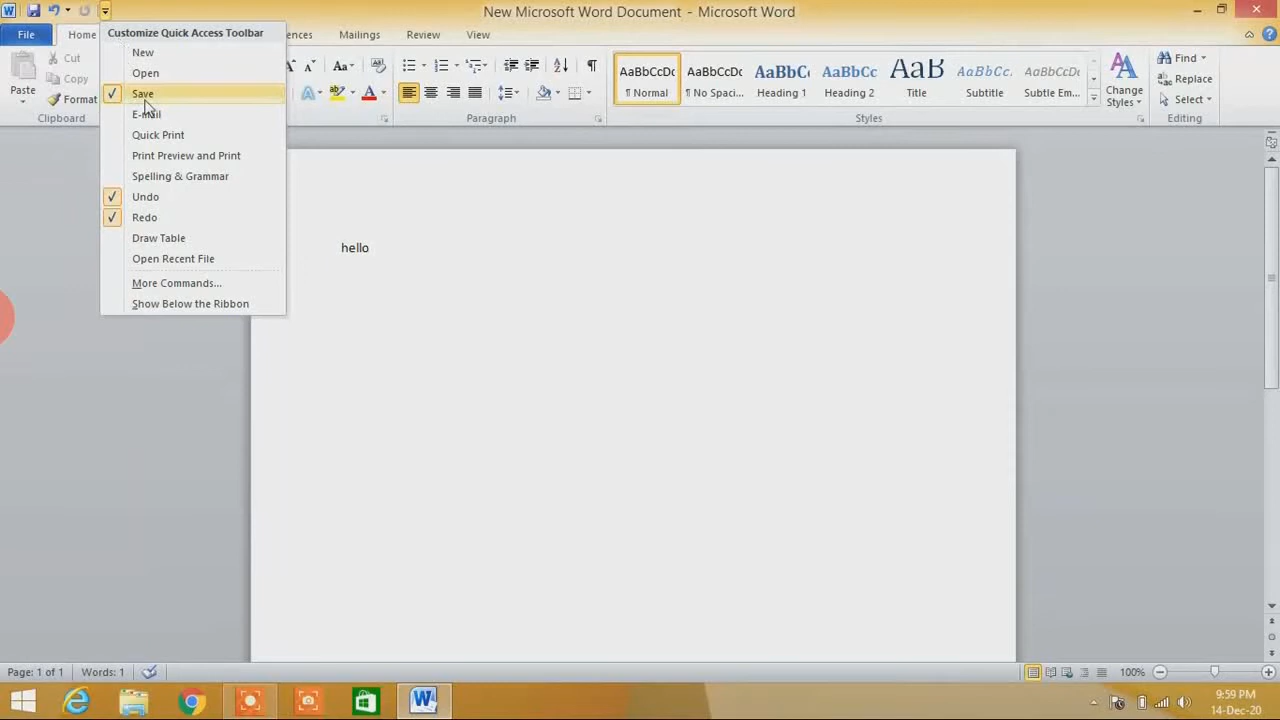 New Microsoft Word Document - Microsoft Word
File
Home
ences
Mailings
Review
View
Customize Quick Access Toolbar
New
Open
Save
E-mail
Quick Print
Print Preview and Print
Spelling & Grammar
Undo
Redo
Draw Table
Open Recent File
More Commands...
Show Below the Ribbon
Paste
Cut
Copy
Format
Clipboard
Aa
A
A
Paragraph
AaBbCcDc
¶ Normal
AaBbCcDc
¶ No Spaci...
AaBbC
Heading 1
AaBbCc
Heading 2
AaB
Title
AaBbCc.
Subtitle
AaBbCcDc
Subtle Em...
Styles
A
Change
Styles
Find
Replace
Select
Editing
hello
Page: 1 of 1
Words: 1
100%
9:59 PM
14-Dec-20